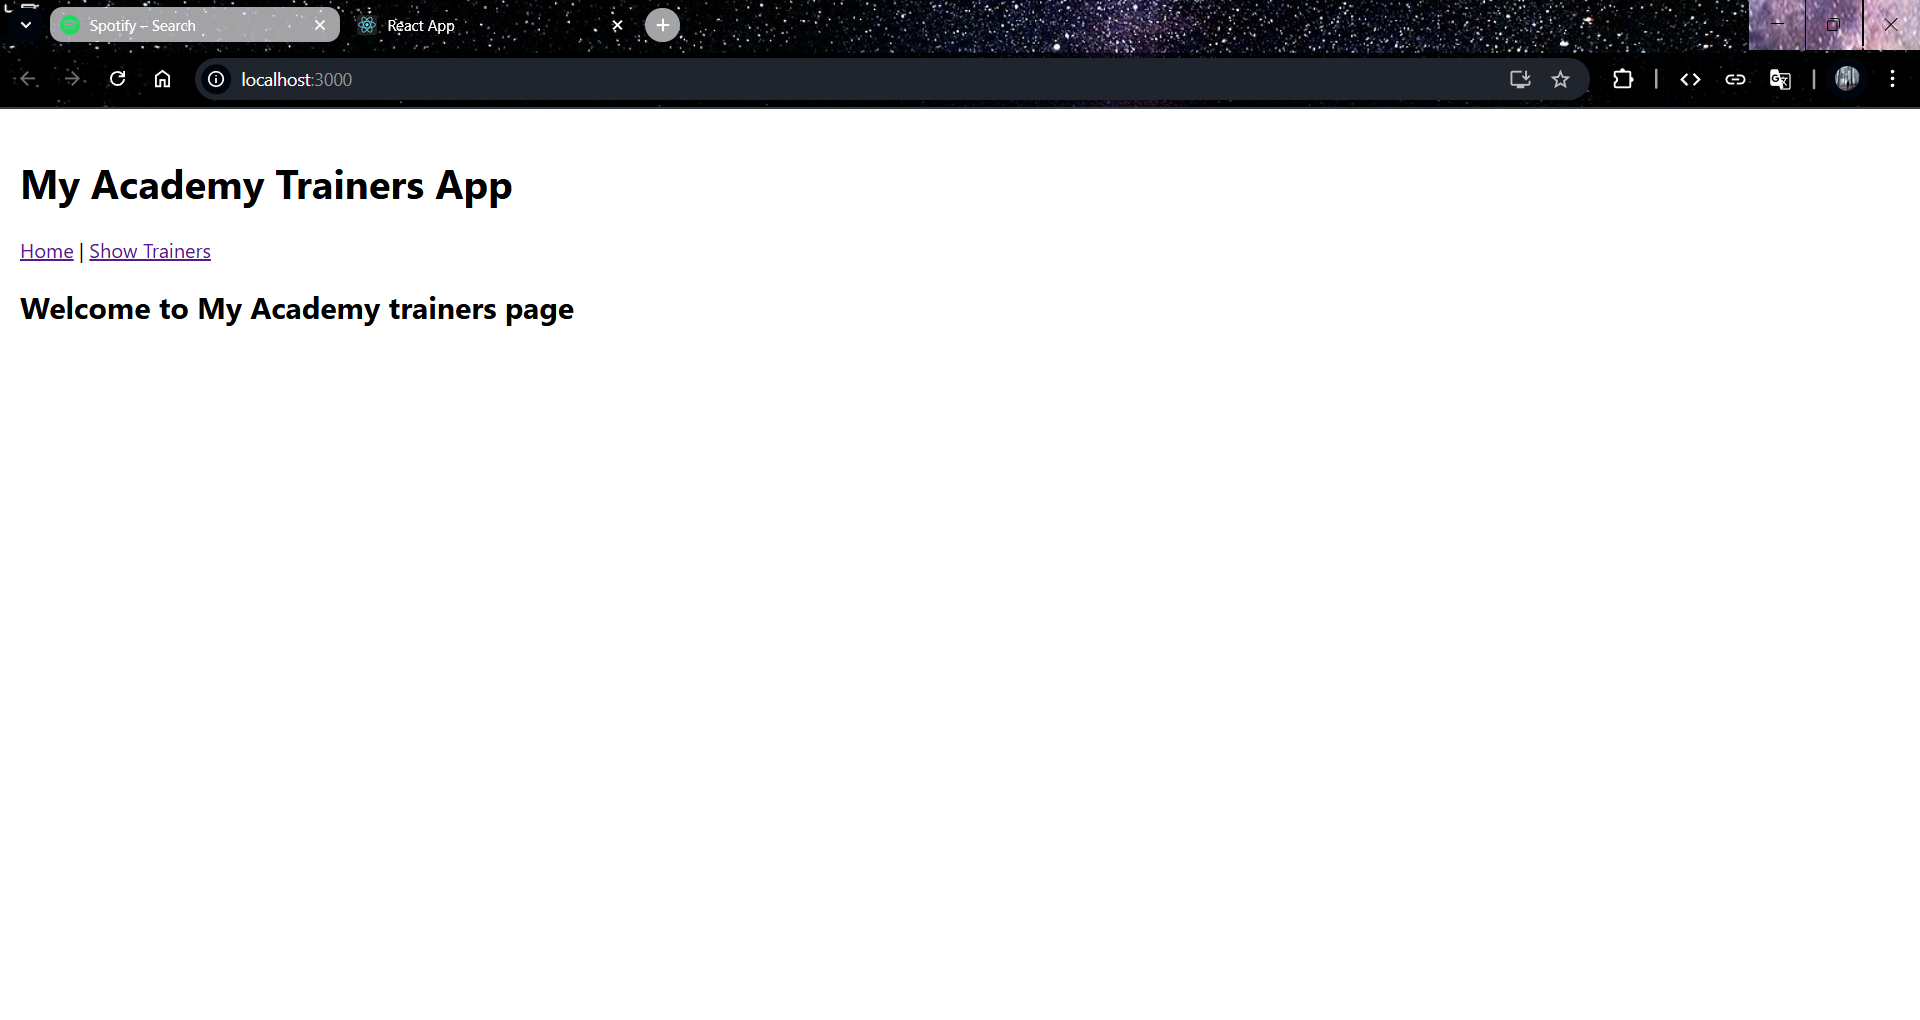 Spotify – Search
React App
localhost:3000
My Academy Trainers App
Home | Show Trainers
Welcome to My Academy trainers page